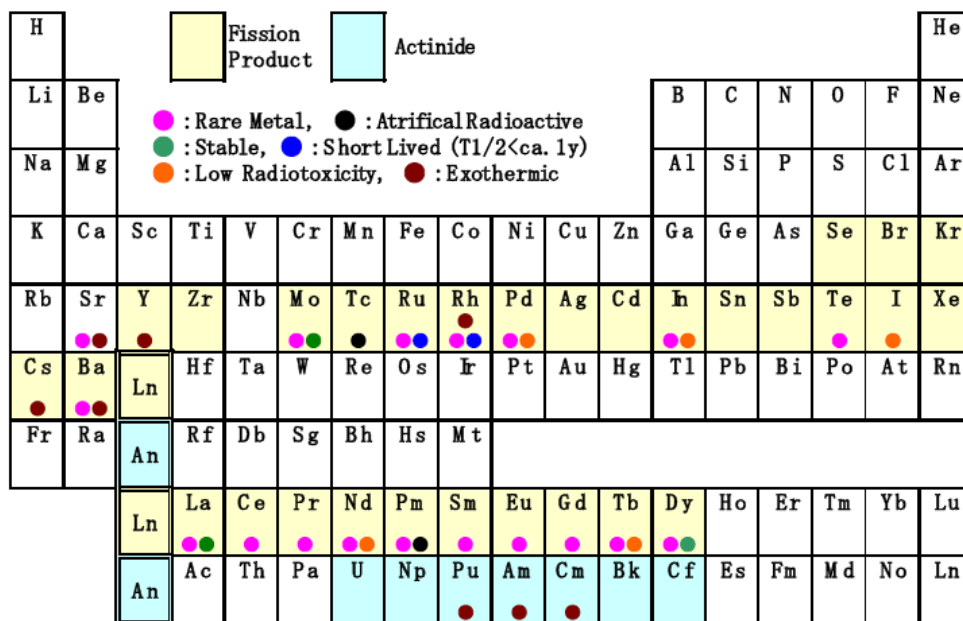 H He
Fission
Product
Actinide
Li Be B C N O F Ne
: Rare Metal, : Atrifical Radioactive
: Stable, : Short Lived (T1/2<ca. 1y)
: Low Radiotoxicity, : Exothermic
Na Mg Al Si P S Cl Ar
K Ca Sc Ti V Cr Mn Fe Co Ni Cu Zn Ga Ge As Se Br Kr
Rb Sr Y Zr Nb Mo Tc Ru Rh Pd Ag Cd In Sn Sb Te I Xe
Cs Ba Ln Hf Ta W Re Os Ir Pt Au Hg Tl Pb Bi Po At Rn
Fr Ra An Rf Db Sg Bh Hs Mt
Ln La Ce Pr Nd Pm Sm Eu Gd Tb Dy Ho Er Tm Yb Lu
An Ac Th Pa U Np Pu Am Cm Bk Cf Es Fm Md No Ln